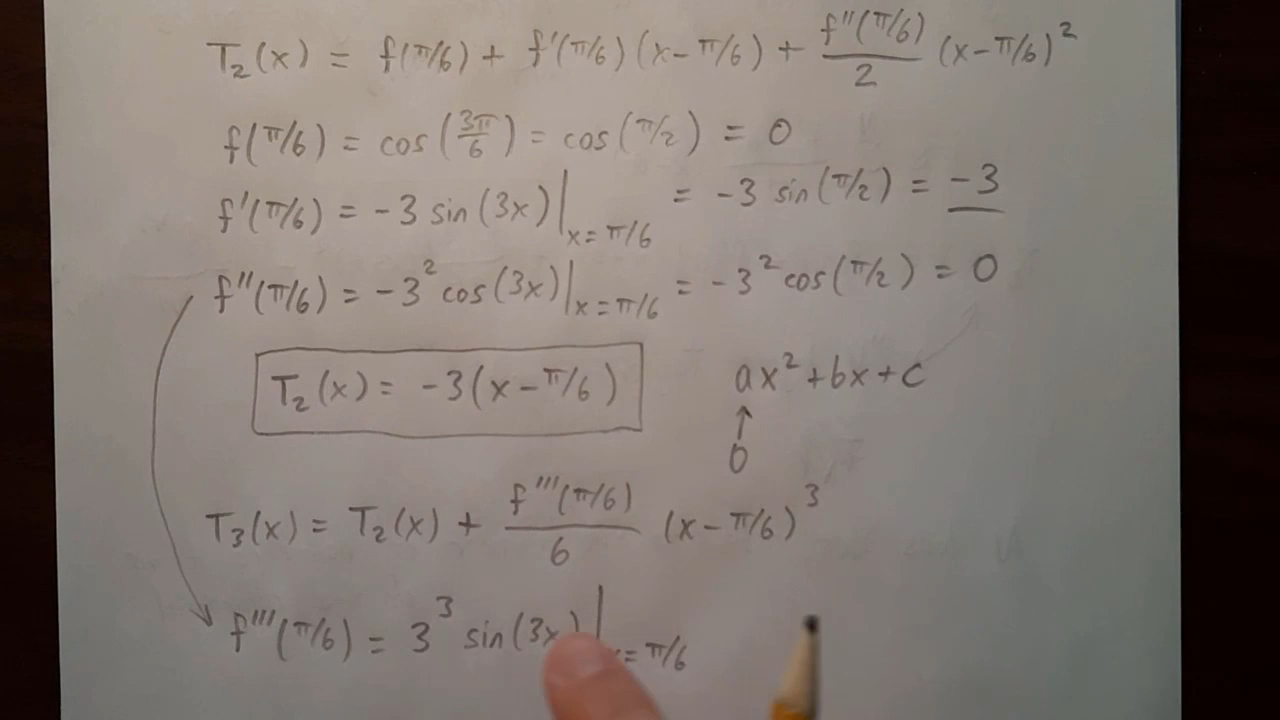 T₂(x) = f(π/6) + f'(π/6)(x-π/6) + f''(π/6)/2 (x-π/6)²
f(π/6) = cos(3π/6) = cos(π/2) = 0
f'(π/6) = -3 sin(3x)|x=π/6 = -3 sin(π/2) = -3
f''(π/6) = -3² cos(3x)|x=π/6 = -3² cos(π/2) = 0
T₂(x) = -3(x-π/6)
ax²+bx+c
↑
0
T₃(x) = T₂(x) + f'''(π/6)/6 (x-π/6)³
f'''(π/6) = 3³ sin(3x)| = π/6